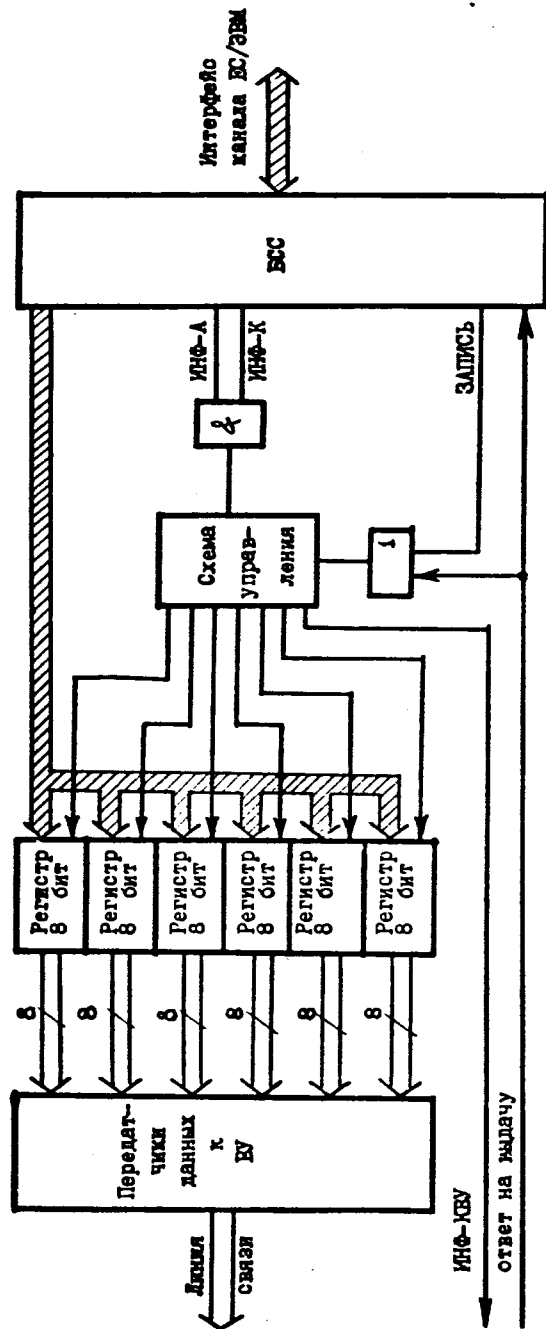 Линия
связи
Передат-
чики
данных
к
ВУ
8
8
8
8
8
8
Регистр
8 бит
Регистр
8 бит
Регистр
8 бит
Регистр
8 бит
Регистр
8 бит
Регистр
8 бит
Схема
управ-
ления
&
1
ИНФ-А
ИНФ-К
ЗАПИСЬ
БСС
Интерфейс
канала ЕС/ЭВМ
ИНФ-КВУ
ответ на выдачу